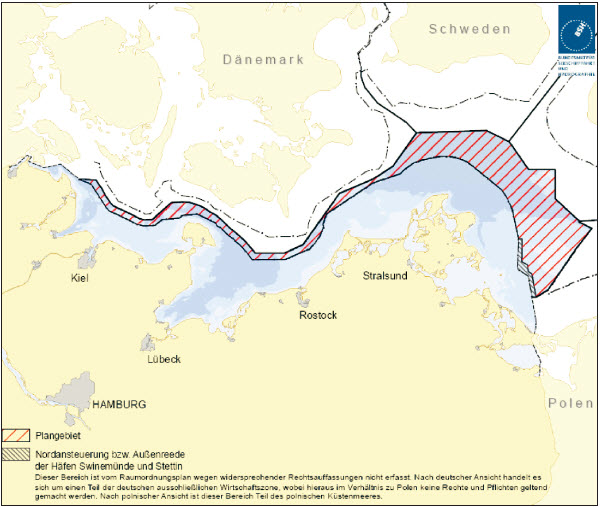 Schweden
BSH
BUNDESAMT FÜR
SEESCHIFFFAHRT
UND
HYDROGRAPHIE
Dänemark
Kiel
Stralsund
Rostock
Lübeck
HAMBURG
Polen
Plangebiet
Nordansteuerung bzw. Außenreede
der Häfen Swinemünde und Stettin
Dieser Bereich ist vom Raumordnungsplan wegen widersprechender Rechtsauffassungen nicht erfasst. Nach deutscher Ansicht handelt es
sich um einen Teil der deutschen ausschließlichen Wirtschaftszone, wobei hieraus im Verhältnis zu Polen keine Rechte und Pflichten geltend
gemacht werden. Nach polnischer Ansicht ist dieser Bereich Teil des polnischen Küstenmeeres.